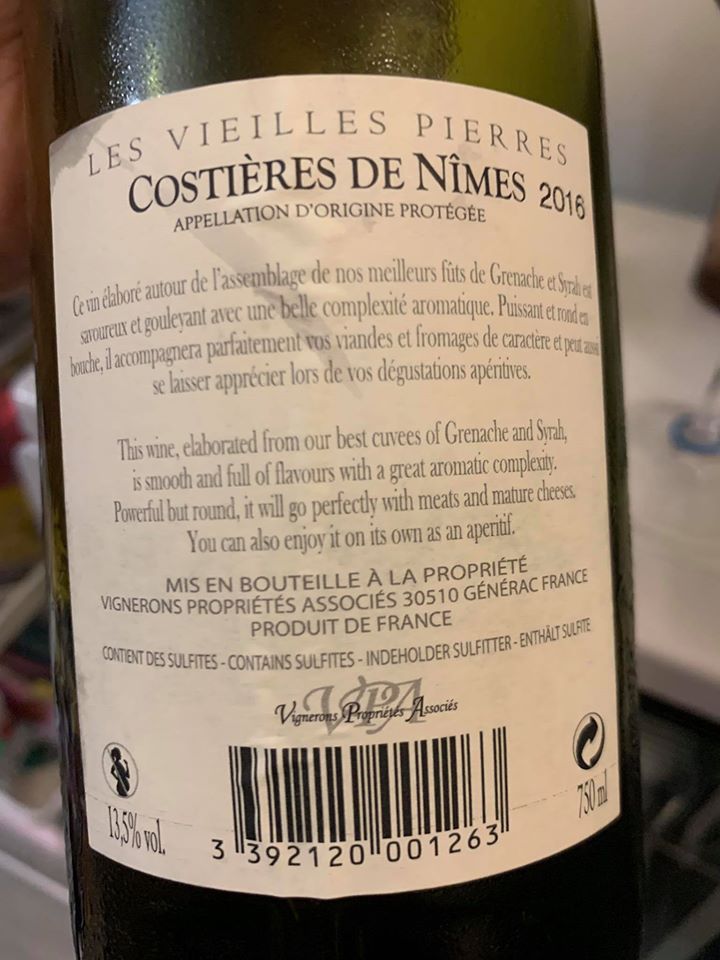 LES VIEILLES PIERRES
COSTIÈRES DE NÎMES 2016
APPELLATION D'ORIGINE PROTÉGÉE
Ce vin élaboré autour de l'assemblage de nos meilleurs fûts de Grenache et Syrah est
savoureux et gouleyant avec une belle complexité aromatique. Puissant et rond en
bouche, il accompagnera parfaitement vos viandes et fromages de caractère et peut aussi
se laisser apprécier lors de vos dégustations apéritives.
This wine, elaborated from our best cuvees of Grenache and Syrah,
is smooth and full of flavours with a great aromatic complexity.
Powerful but round, it will go perfectly with meats and mature cheeses.
You can also enjoy it on its own as an aperitif.
MIS EN BOUTEILLE À LA PROPRIÉTÉ
VIGNERONS PROPRIÉTÉS ASSOCIÉS 30510 GÉNÉRAC FRANCE
PRODUIT DE FRANCE
CONTIENT DES SULFITES - CONTAINS SULFITES - INDEHOLDER SULFITTER - ENTHÄLT SULFITE
VPA
Vignerons Propriétés Associés
13,5% vol.
750 ml
3 392120 001263